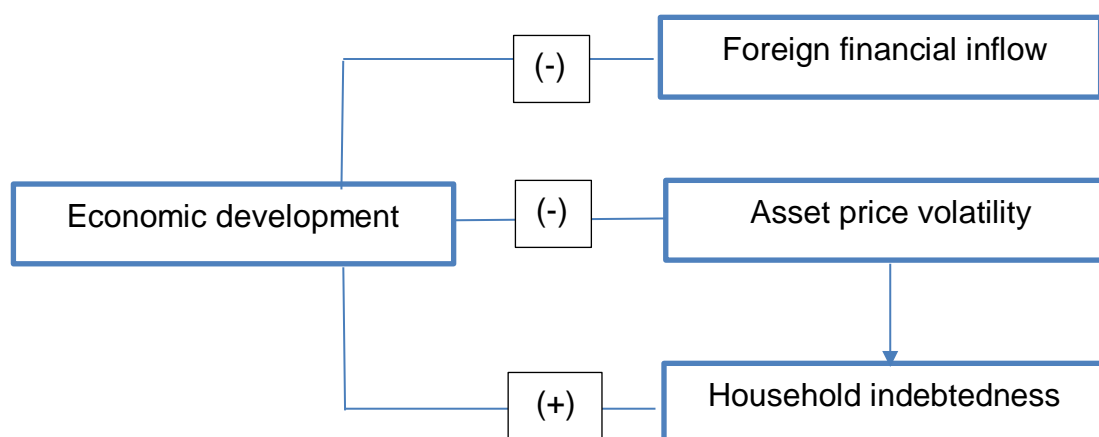 (-)
Foreign financial inflow
Economic development
(-)
Asset price volatility
(+)
Household indebtedness